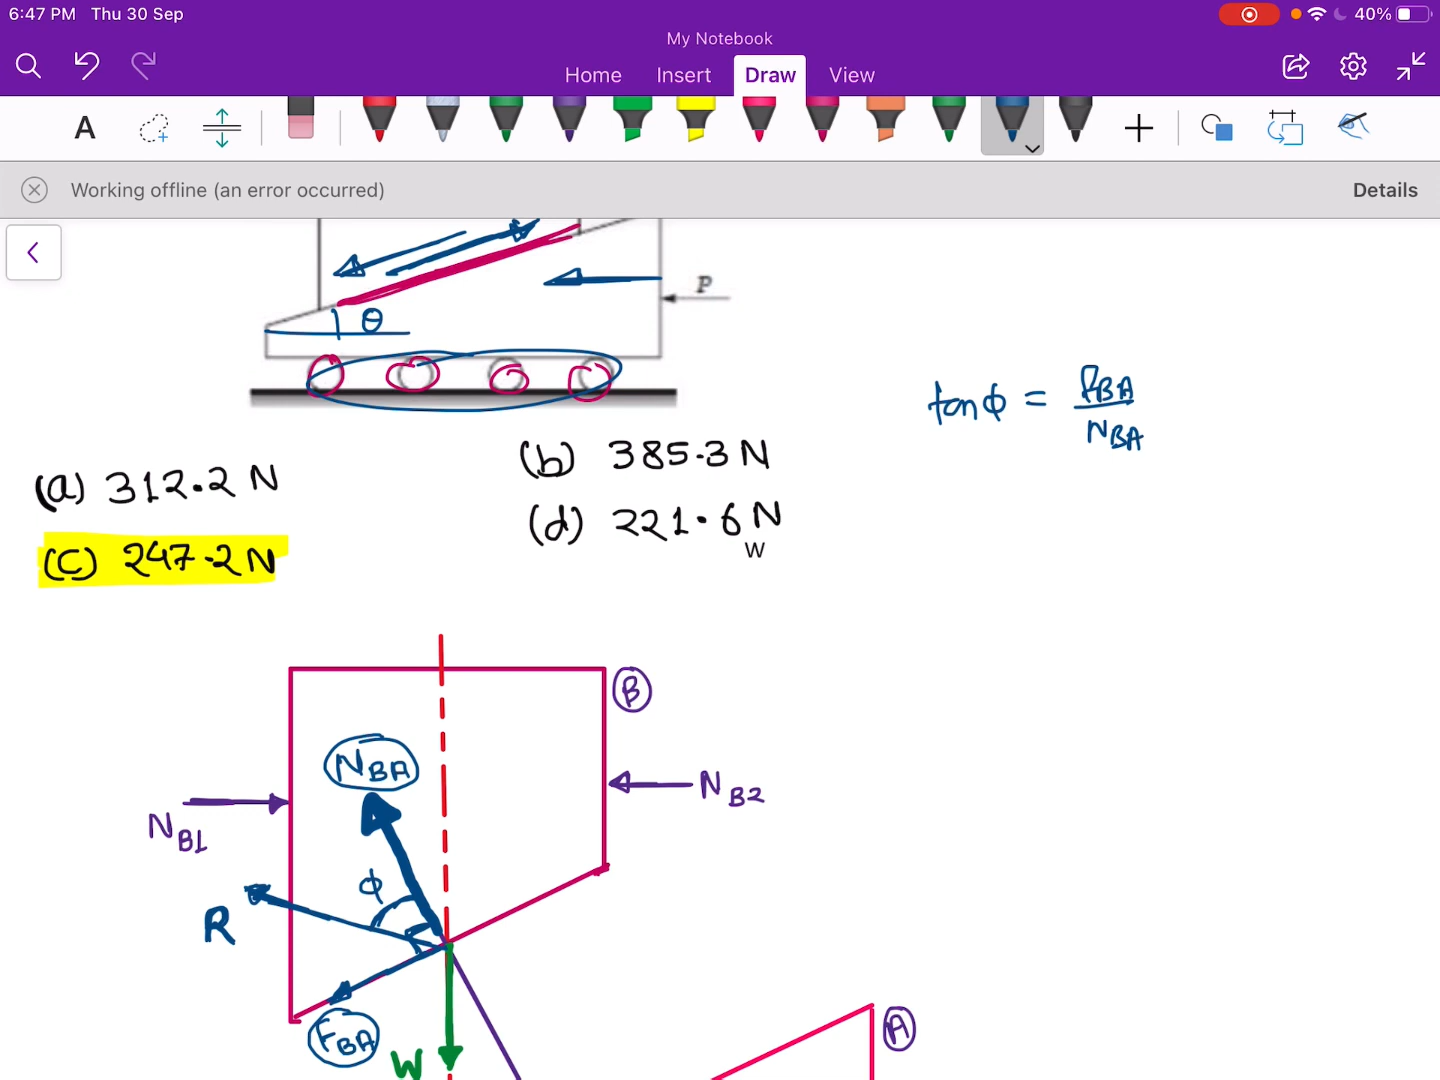 6:47 PM Thu 30 Sep
40%
My Notebook
Home Insert Draw View
A
Working offline (an error occurred)
Details
P
θ
tanφ = FBA / NBA
(a) 312.2 N
(b) 385.3 N
(c) 247.2 N
(d) 221.6 N
W
B
NBA
NB2
NB1
φ
R
FBA
W
A